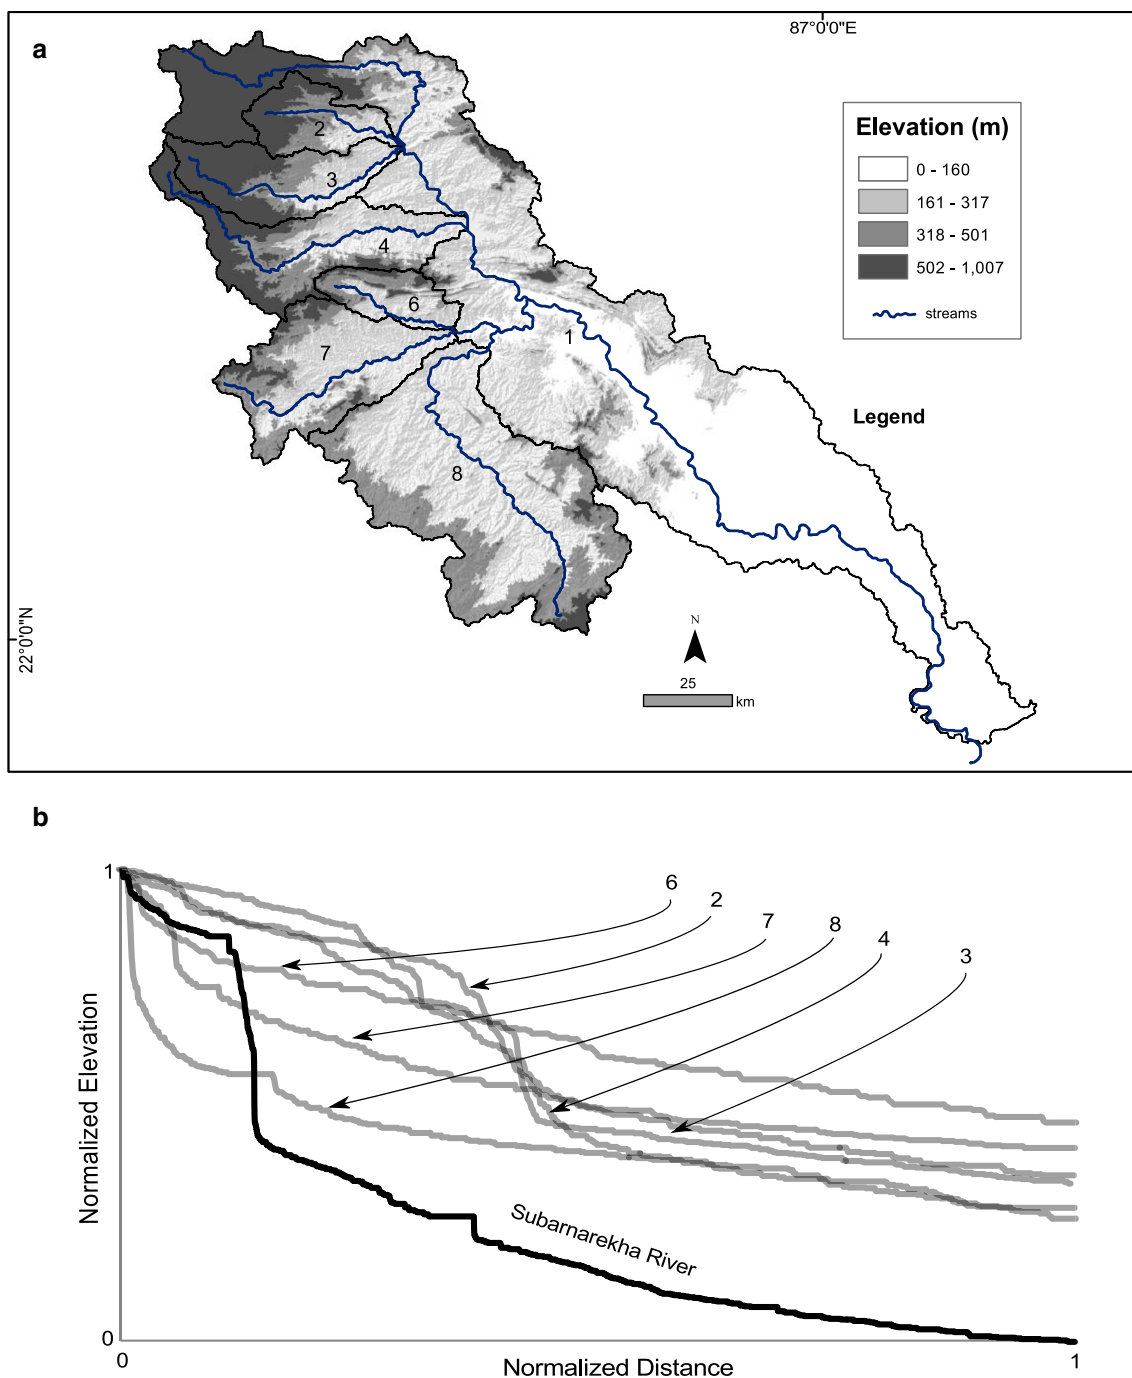 a
87°0'0"E
Elevation (m)
0 - 160
161 - 317
318 - 501
502 - 1,007
streams
2
3
4
6
1
7
Legend
8
22°0'0"N
N
25
km
b
1
6
2
7
8
4
3
Normalized Elevation
Subarnarekha River
0
0
Normalized Distance
1